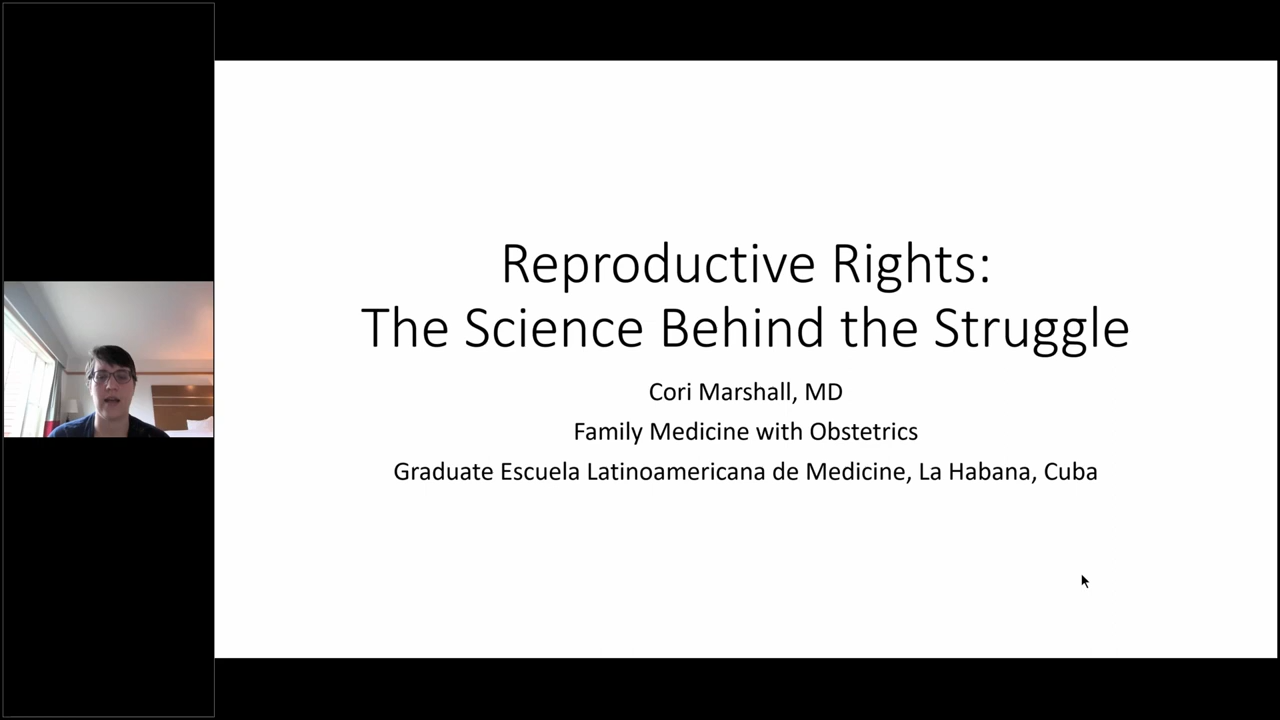 Reproductive Rights:
The Science Behind the Struggle
Cori Marshall, MD
Family Medicine with Obstetrics
Graduate Escuela Latinoamericana de Medicine, La Habana, Cuba